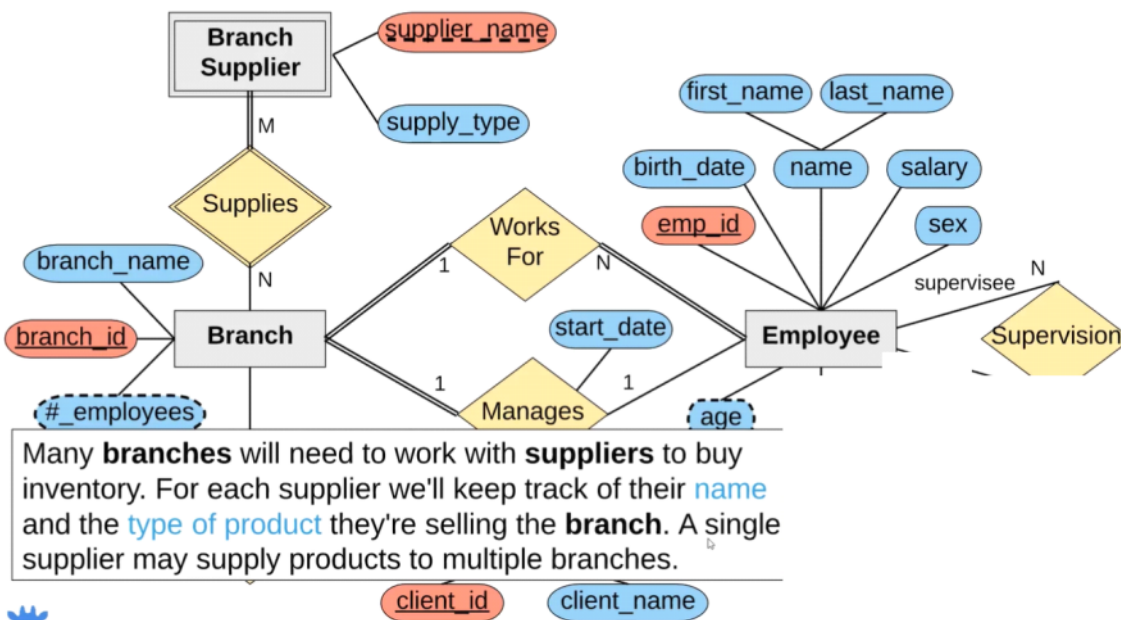 Branch
Supplier
supplier_name
supply_type
M
Supplies
N
first_name
last_name
birth_date
name
salary
emp_id
sex
Works
For
1
N
supervisee
N
branch_name
branch_id
Branch
#_employees
start_date
1
1
Manages
Employee
Supervision
age
Many branches will need to work with suppliers to buy
inventory. For each supplier we'll keep track of their name
and the type of product they're selling the branch. A single
supplier may supply products to multiple branches.
client_id
client_name